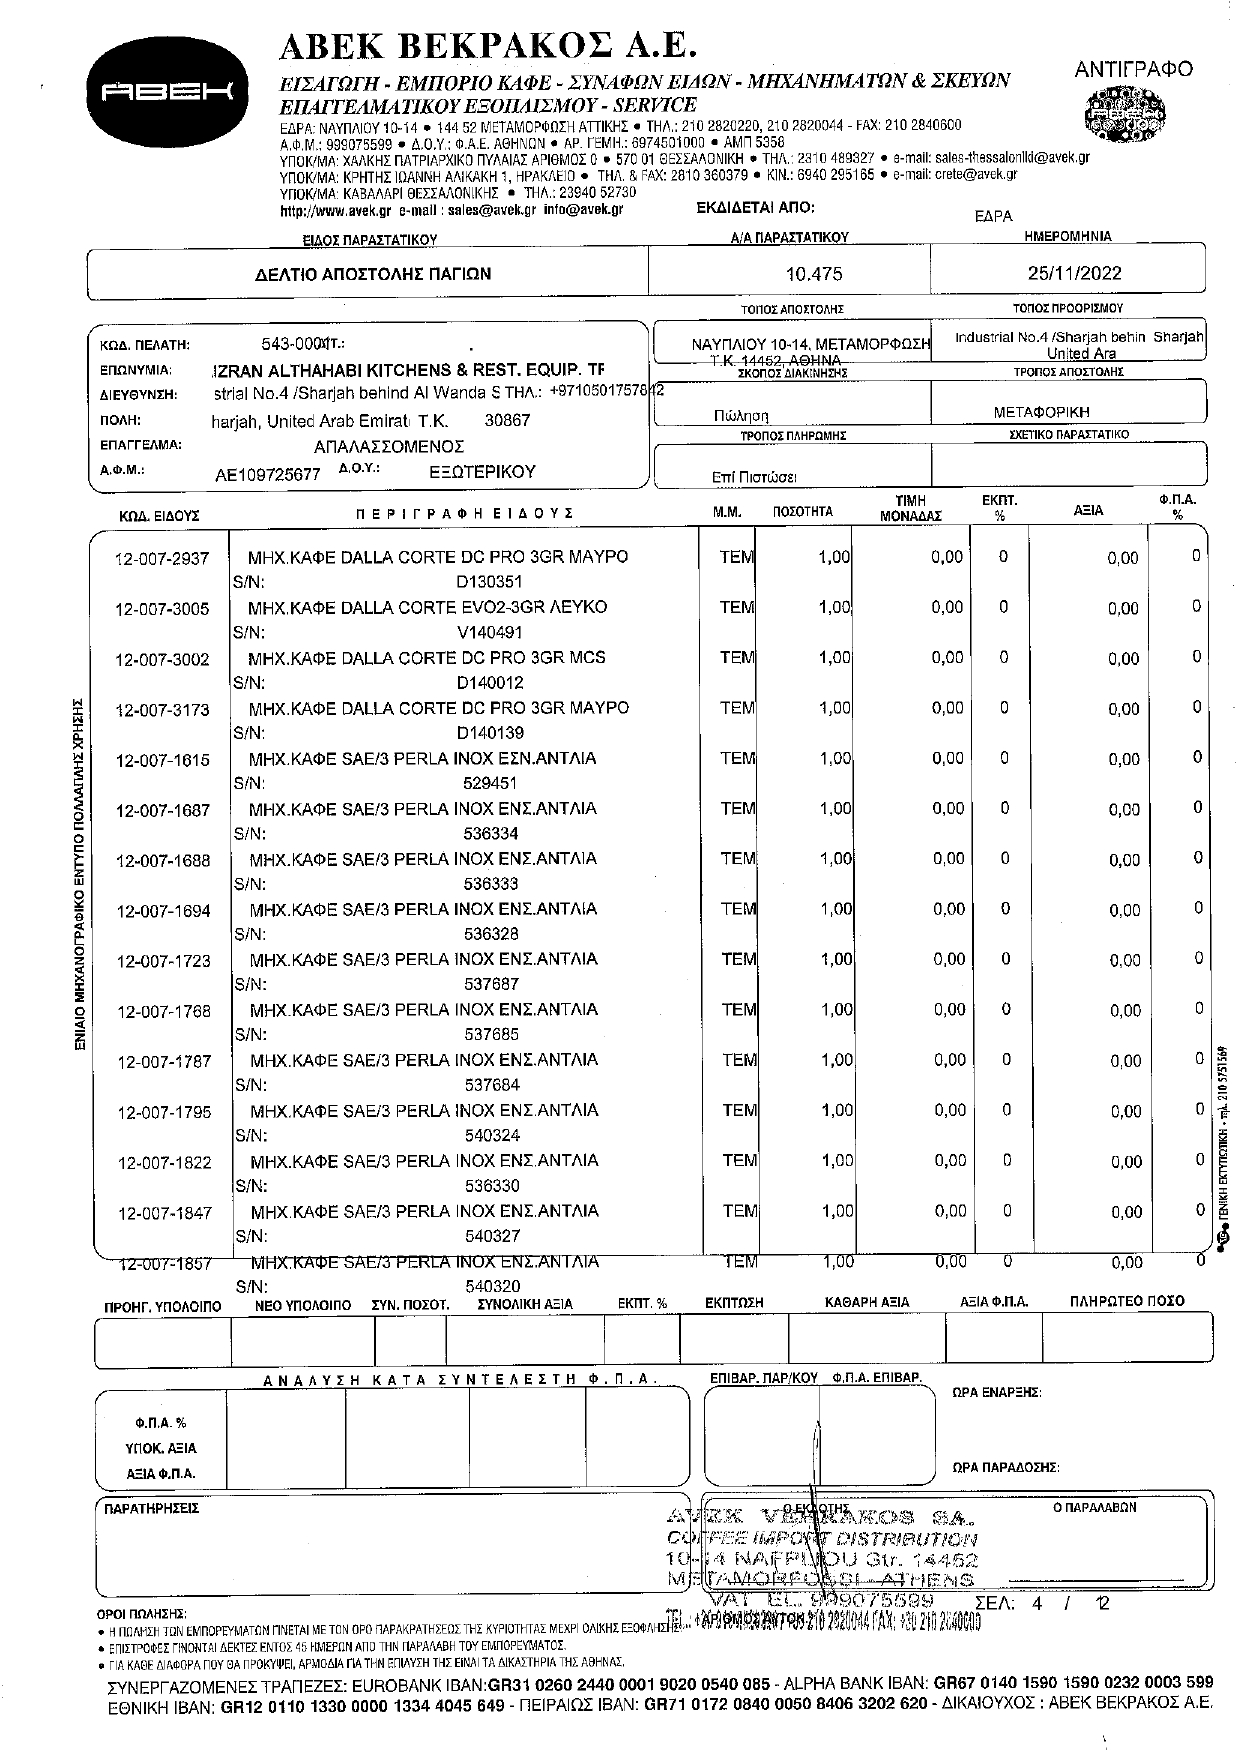 ΑΒΕΚ ΒΕΚΡΑΚΟΣ Α.Ε.
ΑΝΤΙΓΡΑΦΟ
ABEK
ΕΙΣΑΓΩΓΗ - ΕΜΠΟΡΙΟ ΚΑΦΕ - ΣΥΝΑΦΩΝ ΕΙΔΩΝ - ΜΗΧΑΝΗΜΑΤΩΝ & ΣΚΕΥΩΝ
ΕΠΑΓΓΕΛΜΑΤΙΚΟΥ ΕΞΟΠΛΙΣΜΟΥ - SERVICE
ΕΔΡΑ: ΝΑΥΠΛΙΟΥ 10-14 • 144 52 ΜΕΤΑΜΟΡΦΩΣΗ ΑΤΤΙΚΗΣ • ΤΗΛ.: 210 2820220, 210 2820044 - FAX: 210 2840600
Α.Φ.Μ.: 999075599 • Δ.Ο.Υ.: Φ.Α.Ε. ΑΘΗΝΩΝ • ΑΡ. ΓΕΜΗ.: 6974501000 • ΑΜΠ 5358
ΥΠΟΚ/ΜΑ: ΧΑΛΚΗΣ ΠΑΤΡΙΑΡΧΙΚΟ ΠΥΛΑΙΑΣ ΑΡΙΘΜΟΣ 0 • 570 01 ΘΕΣΣΑΛΟΝΙΚΗ • ΤΗΛ.: 2310 489327 • e-mail: sales-thessaloniki@avek.gr
ΥΠΟΚ/ΜΑ: ΚΡΗΤΗΣ ΙΩΑΝΝΗ ΑΛΙΚΑΚΗ 1, ΗΡΑΚΛΕΙΟ • ΤΗΛ. & FAX: 2810 360379 • ΚΙΝ.: 6940 295165 • e-mail: crete@avek.gr
ΥΠΟΚ/ΜΑ: ΚΑΒΑΛΑΡΙ ΘΕΣΣΑΛΟΝΙΚΗΣ • ΤΗΛ.: 23940 52730
http://www.avek.gr e-mail : sales@avek.gr info@avek.gr ΕΚΔΙΔΕΤΑΙ ΑΠΟ: ΕΔΡΑ
ΕΙΔΟΣ ΠΑΡΑΣΤΑΤΙΚΟΥ Α/Α ΠΑΡΑΣΤΑΤΙΚΟΥ ΗΜΕΡΟΜΗΝΙΑ
ΔΕΛΤΙΟ ΑΠΟΣΤΟΛΗΣ ΠΑΓΙΩΝ 10.475 25/11/2022
ΤΟΠΟΣ ΑΠΟΣΤΟΛΗΣ ΤΟΠΟΣ ΠΡΟΟΡΙΣΜΟΥ
ΚΩΔ. ΠΕΛΑΤΗ: 543-000
ΝΑΥΠΛΙΟΥ 10-14, ΜΕΤΑΜΟΡΦΩΣΗ Industrial No.4 /Sharjah behin Sharjah
Τ.Κ. 14452, ΑΘΗΝΑ United Ara
ΕΠΩΝΥΜΙΑ: IZRAN ALTHAHABI KITCHENS & REST. EQUIP. TF
ΣΚΟΠΟΣ ΔΙΑΚΙΝΗΣΗΣ ΤΡΟΠΟΣ ΑΠΟΣΤΟΛΗΣ
ΔΙΕΥΘΥΝΣΗ: strial No.4 /Sharjah behind Al Wanda S ΤΗΛ.: +971050175784​2
Πώληση ΜΕΤΑΦΟΡΙΚΗ
ΠΟΛΗ: harjah, United Arab Emirat Τ.Κ. 30867
ΤΡΟΠΟΣ ΠΛΗΡΩΜΗΣ ΣΧΕΤΙΚΟ ΠΑΡΑΣΤΑΤΙΚΟ
ΕΠΑΓΓΕΛΜΑ: ΑΠΑΛΑΣΣΟΜΕΝΟΣ
Α.Φ.Μ.: AE109725677 Δ.Ο.Υ.: ΕΞΩΤΕΡΙΚΟΥ Επί Πιστώσει
ΚΩΔ. ΕΙΔΟΥΣ ΠΕΡΙΓΡΑΦΗ ΕΙΔΟΥΣ Μ.Μ. ΠΟΣΟΤΗΤΑ ΤΙΜΗ ΜΟΝΑΔΑΣ ΕΚΠΤ. % ΑΞΙΑ Φ.Π.Α. %
12-007-2937 ΜΗΧ.ΚΑΦΕ DALLA CORTE DC PRO 3GR ΜΑΥΡΟ ΤΕΜ 1,00 0,00 0 0,00 0
S/N: D130351
12-007-3005 ΜΗΧ.ΚΑΦΕ DALLA CORTE EVO2-3GR ΛΕΥΚΟ ΤΕΜ 1,00 0,00 0 0,00 0
S/N: V140491
12-007-3002 ΜΗΧ.ΚΑΦΕ DALLA CORTE DC PRO 3GR MCS ΤΕΜ 1,00 0,00 0 0,00 0
S/N: D140012
12-007-3173 ΜΗΧ.ΚΑΦΕ DALLA CORTE DC PRO 3GR ΜΑΥΡΟ ΤΕΜ 1,00 0,00 0 0,00 0
S/N: D140139
12-007-1615 ΜΗΧ.ΚΑΦΕ SAE/3 PERLA INOX ΕΣΝ.ΑΝΤΛΙΑ ΤΕΜ 1,00 0,00 0 0,00 0
S/N: 529451
12-007-1687 ΜΗΧ.ΚΑΦΕ SAE/3 PERLA INOX ΕΝΣ.ΑΝΤΛΙΑ ΤΕΜ 1,00 0,00 0 0,00 0
S/N: 536334
12-007-1688 ΜΗΧ.ΚΑΦΕ SAE/3 PERLA INOX ΕΝΣ.ΑΝΤΛΙΑ ΤΕΜ 1,00 0,00 0 0,00 0
S/N: 536333
12-007-1694 ΜΗΧ.ΚΑΦΕ SAE/3 PERLA INOX ΕΝΣ.ΑΝΤΛΙΑ ΤΕΜ 1,00 0,00 0 0,00 0
S/N: 536328
12-007-1723 ΜΗΧ.ΚΑΦΕ SAE/3 PERLA INOX ΕΝΣ.ΑΝΤΛΙΑ ΤΕΜ 1,00 0,00 0 0,00 0
S/N: 537687
12-007-1768 ΜΗΧ.ΚΑΦΕ SAE/3 PERLA INOX ΕΝΣ.ΑΝΤΛΙΑ ΤΕΜ 1,00 0,00 0 0,00 0
S/N: 537685
12-007-1787 ΜΗΧ.ΚΑΦΕ SAE/3 PERLA INOX ΕΝΣ.ΑΝΤΛΙΑ ΤΕΜ 1,00 0,00 0 0,00 0
S/N: 537684
12-007-1795 ΜΗΧ.ΚΑΦΕ SAE/3 PERLA INOX ΕΝΣ.ΑΝΤΛΙΑ ΤΕΜ 1,00 0,00 0 0,00 0
S/N: 540324
12-007-1822 ΜΗΧ.ΚΑΦΕ SAE/3 PERLA INOX ΕΝΣ.ΑΝΤΛΙΑ ΤΕΜ 1,00 0,00 0 0,00 0
S/N: 536330
12-007-1847 ΜΗΧ.ΚΑΦΕ SAE/3 PERLA INOX ΕΝΣ.ΑΝΤΛΙΑ ΤΕΜ 1,00 0,00 0 0,00 0
S/N: 540327
12-007-1857 ΜΗΧ.ΚΑΦΕ SAE/3 PERLA INOX ΕΝΣ.ΑΝΤΛΙΑ ΤΕΜ 1,00 0,00 0 0,00 0
S/N: 540320
ΕΝΙΑΙΟ ΜΗΧΑΝΟΓΡΑΦΙΚΟ ΕΝΤΥΠΟ ΠΟΛΛΑΠΛΗΣ ΧΡΗΣΗΣ
ΓΕΝΙΚΗ ΕΚΤΥΠΩΤΙΚΗ • τηλ. 210 5751569
ΠΡΟΗΓ. ΥΠΟΛΟΙΠΟ ΝΕΟ ΥΠΟΛΟΙΠΟ ΣΥΝ. ΠΟΣΟΤ. ΣΥΝΟΛΙΚΗ ΑΞΙΑ ΕΚΠΤ. % ΕΚΠΤΩΣΗ ΚΑΘΑΡΗ ΑΞΙΑ ΑΞΙΑ Φ.Π.Α. ΠΛΗΡΩΤΕΟ ΠΟΣΟ
ΑΝΑΛΥΣΗ ΚΑΤΑ ΣΥΝΤΕΛΕΣΤΗ Φ.Π.Α. ΕΠΙΒΑΡ. ΠΑΡ/ΚΟΥ Φ.Π.Α. ΕΠΙΒΑΡ.
ΩΡΑ ΕΝΑΡΞΗΣ:
Φ.Π.Α. %
ΥΠΟΚ. ΑΞΙΑ
ΑΞΙΑ Φ.Π.Α.
ΩΡΑ ΠΑΡΑΔΟΣΗΣ:
ΠΑΡΑΤΗΡΗΣΕΙΣ Ο ΕΚΔΟΤΗΣ Ο ΠΑΡΑΛΑΒΩΝ
AVEK VEKRAKOS SA.
COFFEE IMPORT DISTRIBUTION
10-14 NAFPLIOU Str. 14452
METAMORFOSSI - ATHENS
VAT EL. 999075599
ΣΕΛ: 4 / 12
ΟΡΟΙ ΠΩΛΗΣΗΣ:
• Η ΠΩΛΗΣΗ ΤΩΝ ΕΜΠΟΡΕΥΜΑΤΩΝ ΓΙΝΕΤΑΙ ΜΕ ΤΟΝ ΟΡΟ ΠΑΡΑΚΡΑΤΗΣΕΩΣ ΤΗΣ ΚΥΡΙΟΤΗΤΑΣ ΜΕΧΡΙ ΟΛΙΚΗΣ ΕΞΟΦΛΗΣΗΣ
• ΕΠΙΣΤΡΟΦΕΣ ΓΙΝΟΝΤΑΙ ΔΕΚΤΕΣ ΕΝΤΟΣ 45 ΗΜΕΡΩΝ ΑΠΟ ΤΗΝ ΠΑΡΑΛΑΒΗ ΤΟΥ ΕΜΠΟΡΕΥΜΑΤΟΣ.
• ΓΙΑ ΚΑΘΕ ΔΙΑΦΟΡΑ ΠΟΥ ΘΑ ΠΡΟΚΥΨΕΙ, ΑΡΜΟΔΙΑ ΓΙΑ ΤΗΝ ΕΠΙΛΥΣΗ ΤΗΣ ΕΙΝΑΙ ΤΑ ΔΙΚΑΣΤΗΡΙΑ ΤΗΣ ΑΘΗΝΑΣ.
ΣΥΝΕΡΓΑΖΟΜΕΝΕΣ ΤΡΑΠΕΖΕΣ: EUROBANK IBAN:GR31 0260 2440 0001 9020 0540 085 - ALPHA BANK IBAN: GR67 0140 1590 1590 0232 0003 599
ΕΘΝΙΚΗ IBAN: GR12 0110 1330 0000 1334 4045 649 - ΠΕΙΡΑΙΩΣ IBAN: GR71 0172 0840 0050 8406 3202 620 - ΔΙΚΑΙΟΥΧΟΣ : ΑΒΕΚ ΒΕΚΡΑΚΟΣ Α.Ε.